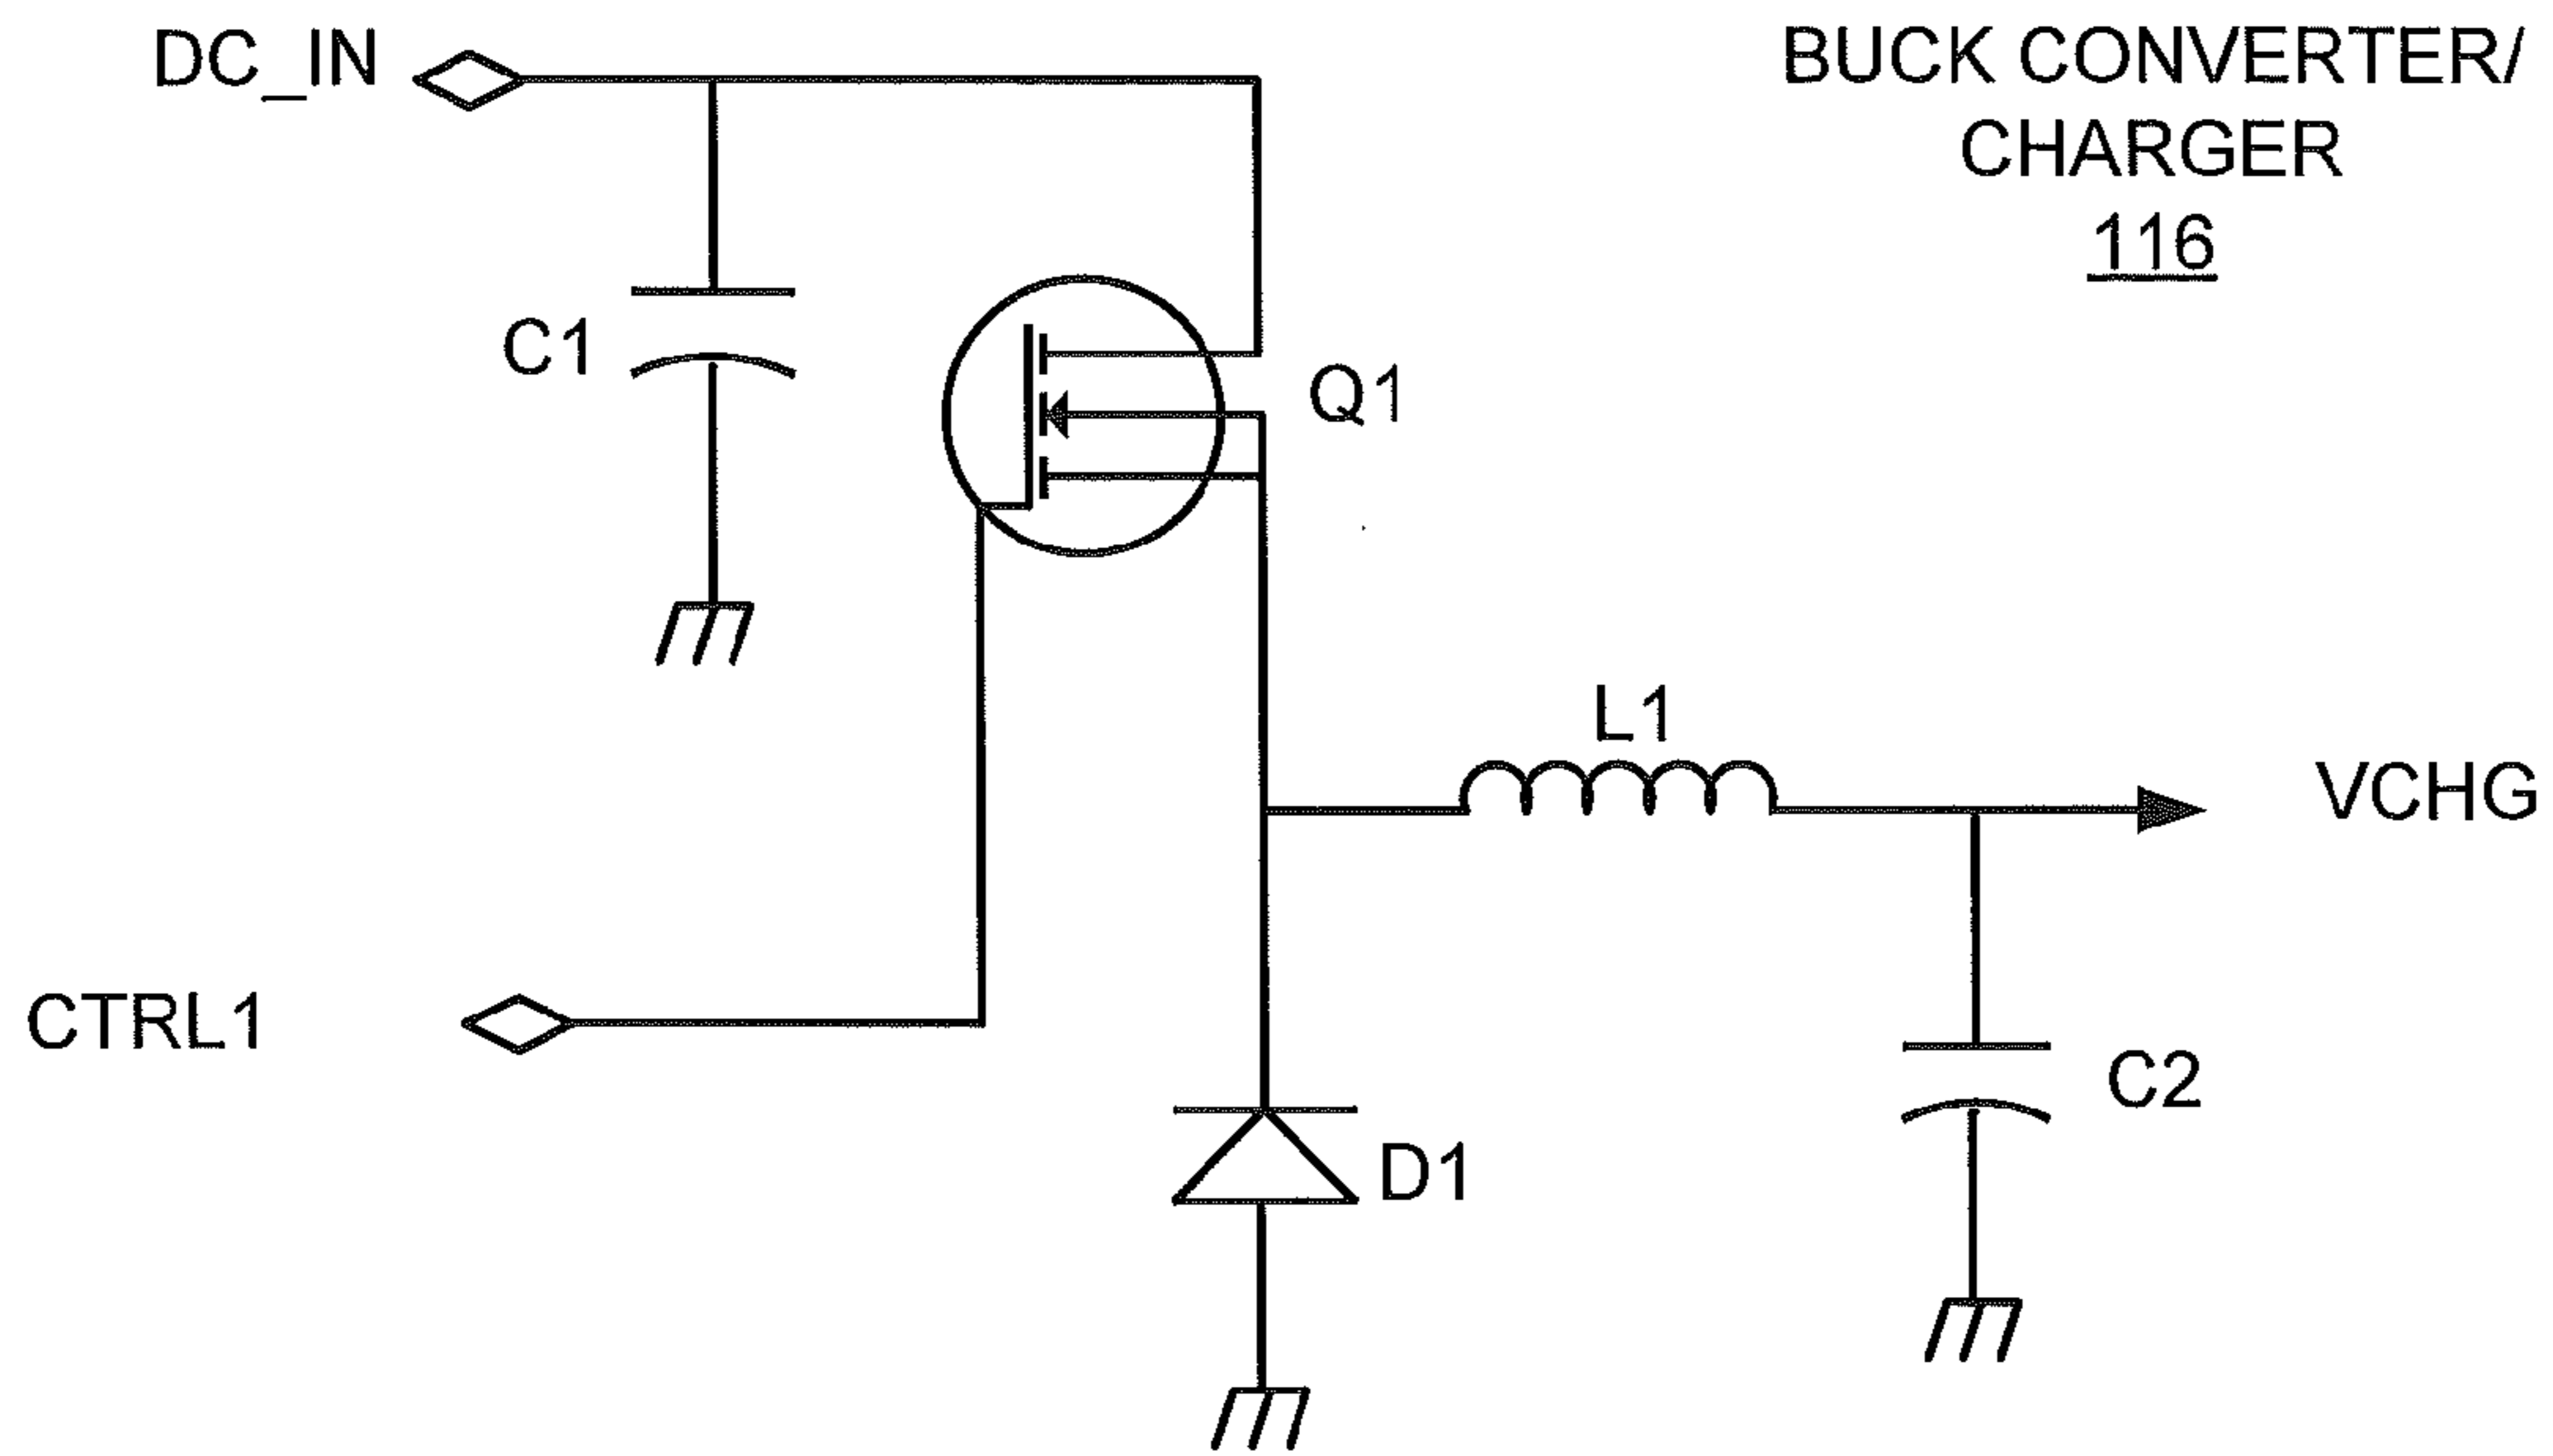 DC_IN
BUCK CONVERTER/
CHARGER
116
C1
Q1
L1
VCHG
CTRL1
C2
D1